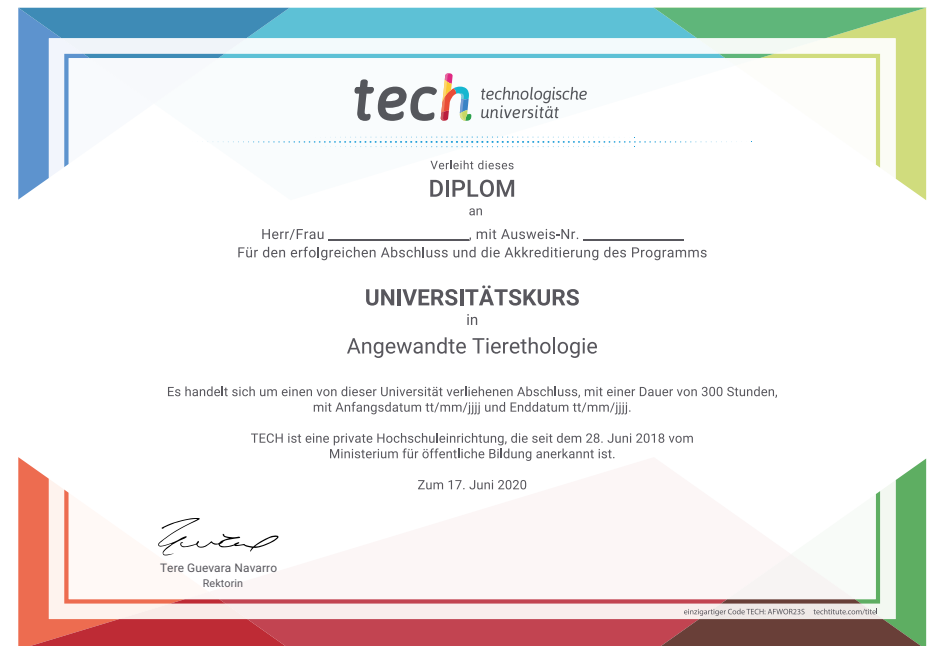 tech technologische
universität
Verleiht dieses
DIPLOM
an
Herr/Frau ____________________, mit Ausweis-Nr. __________________
Für den erfolgreichen Abschluss und die Akkreditierung des Programms
UNIVERSITÄTSKURS
in
Angewandte Tierethologie
Es handelt sich um einen von dieser Universität verliehenen Abschluss, mit einer Dauer von 300 Stunden,
mit Anfangsdatum tt/mm/jjjj und Enddatum tt/mm/jjjj.
TECH ist eine private Hochschuleinrichtung, die seit dem 28. Juni 2018 vom
Ministerium für öffentliche Bildung anerkannt ist.
Zum 17. Juni 2020
Tere Guevara Navarro
Rektorin
einzigartiger Code TECH: AFWOR235 techtitute.com/titel